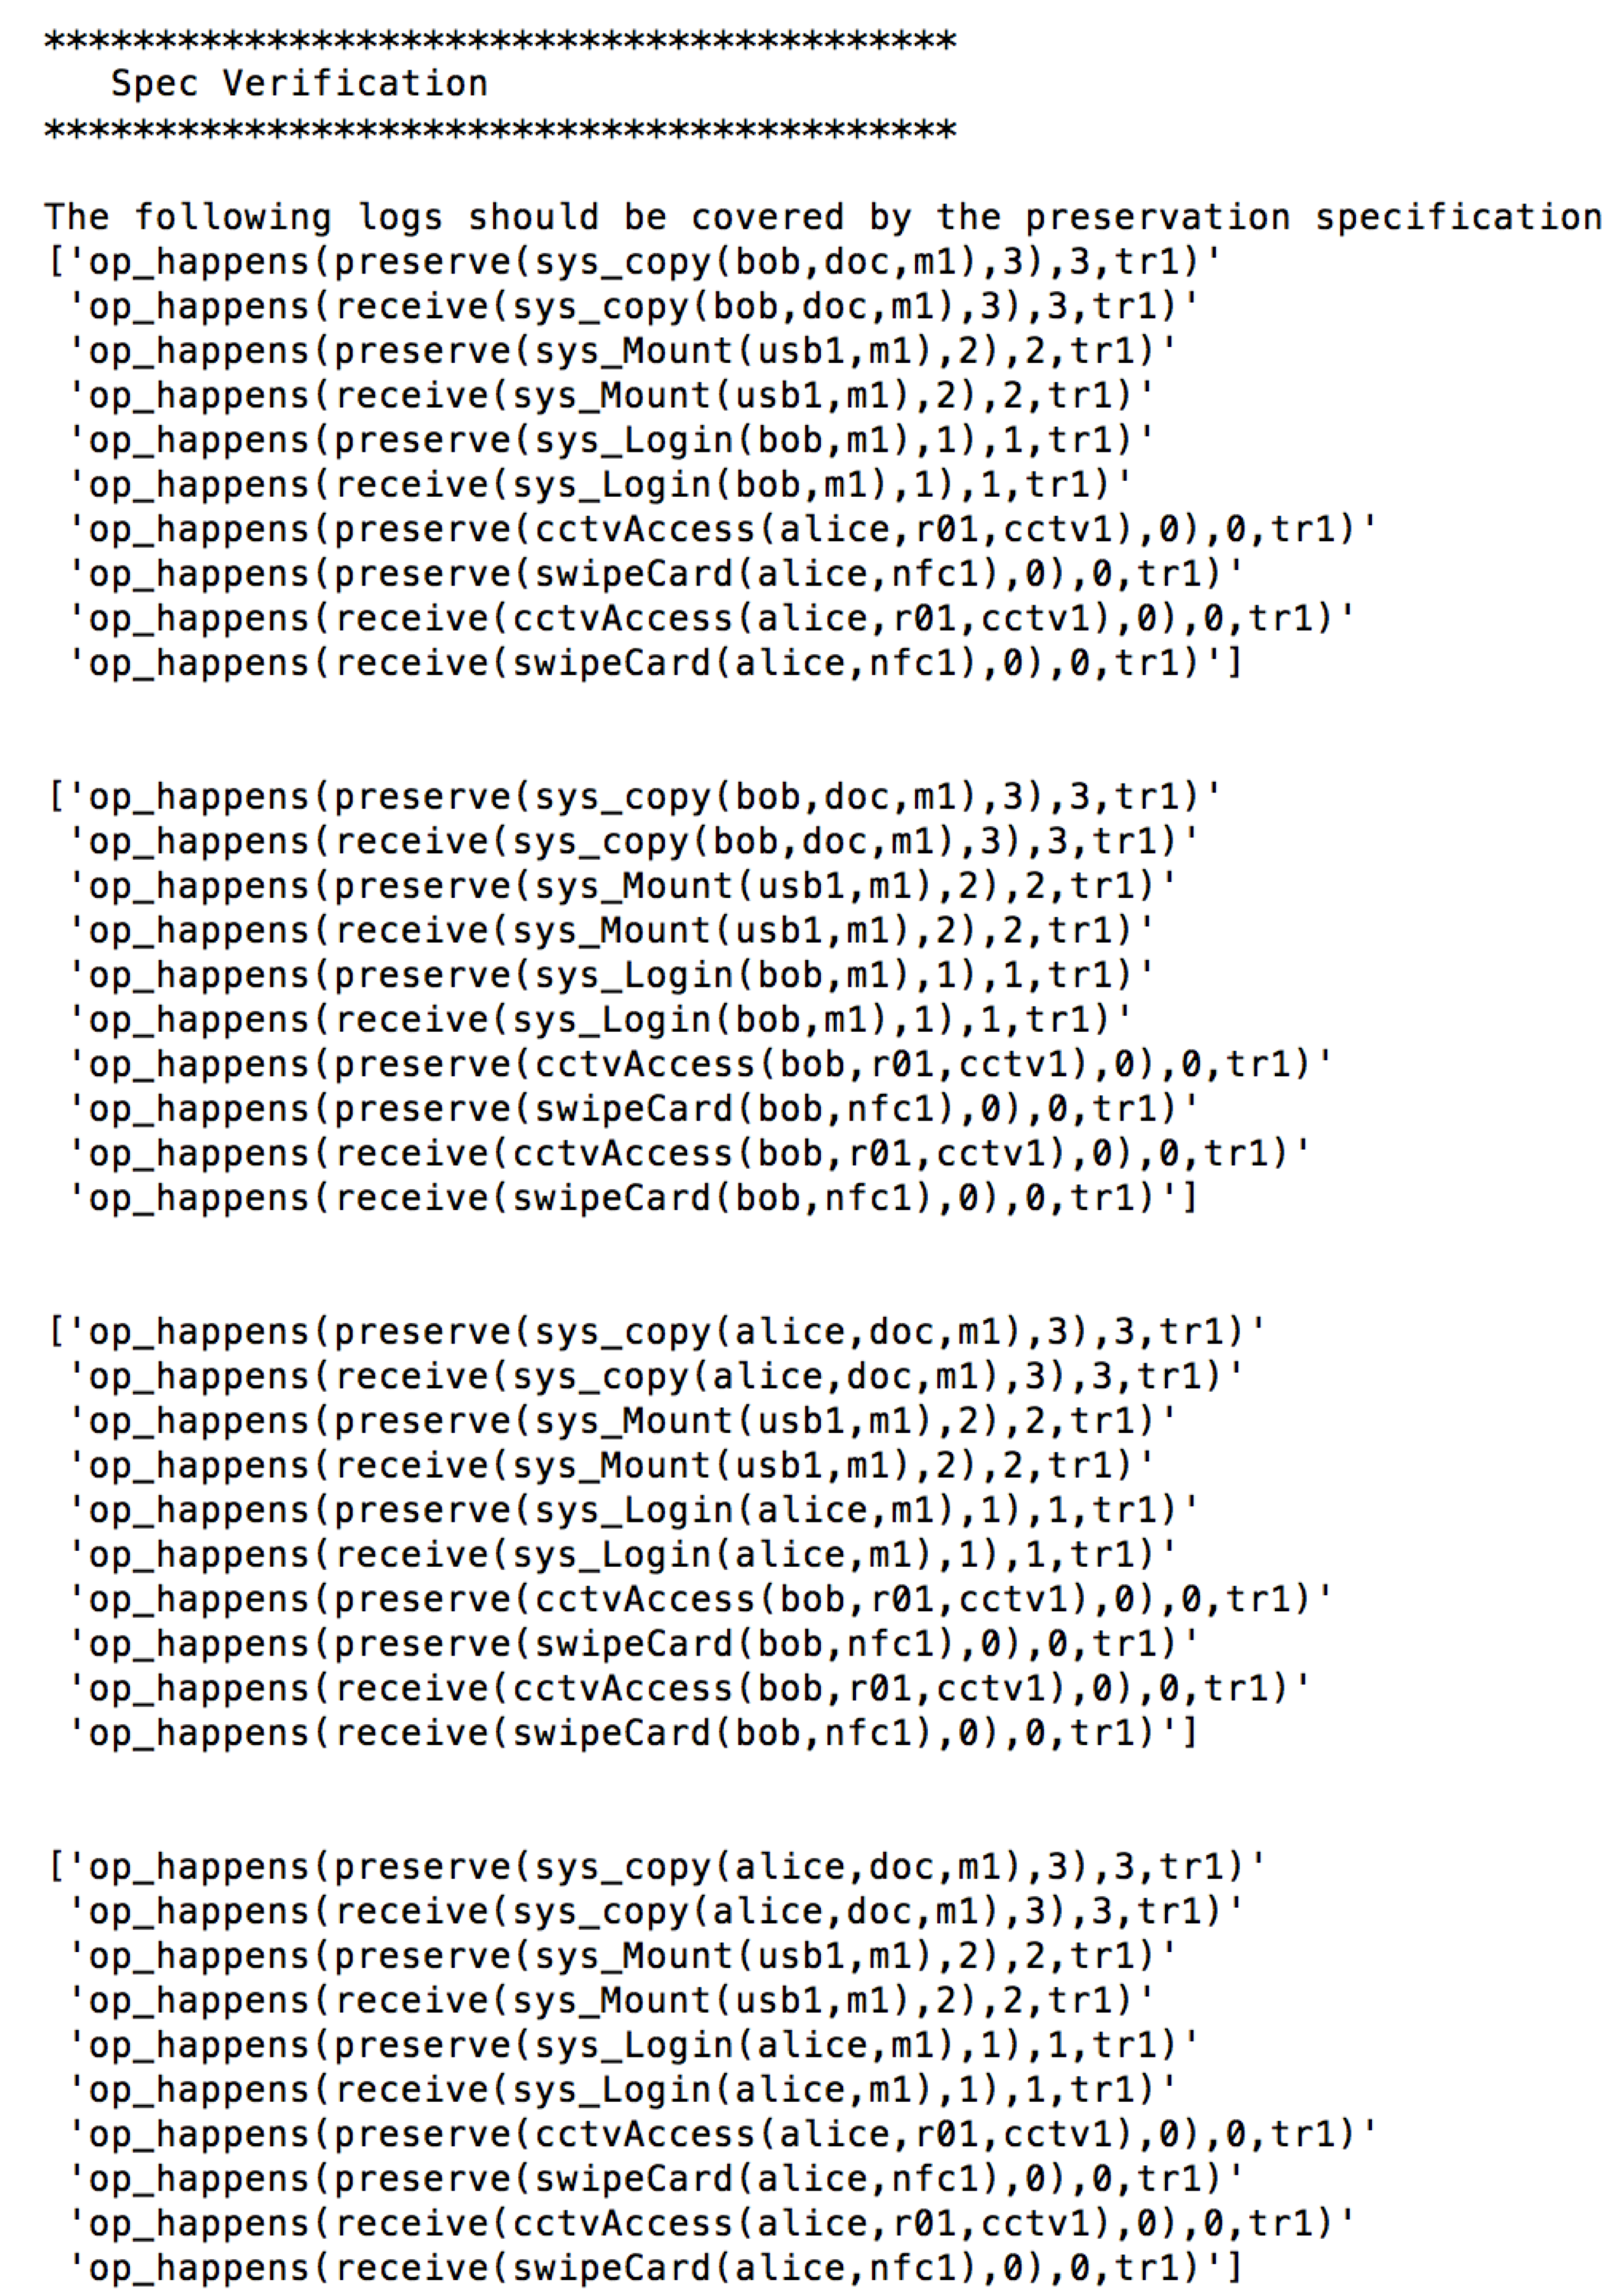 *****************************************
Spec Verification
*****************************************
The following logs should be covered by the preservation specification
['op_happens(preserve(sys_copy(bob,doc,m1),3),3,tr1)'
'op_happens(receive(sys_copy(bob,doc,m1),3),3,tr1)'
'op_happens(preserve(sys_Mount(usb1,m1),2),2,tr1)'
'op_happens(receive(sys_Mount(usb1,m1),2),2,tr1)'
'op_happens(preserve(sys_Login(bob,m1),1),1,tr1)'
'op_happens(receive(sys_Login(bob,m1),1),1,tr1)'
'op_happens(preserve(cctvAccess(alice,r01,cctv1),0),0,tr1)'
'op_happens(preserve(swipeCard(alice,nfc1),0),0,tr1)'
'op_happens(receive(cctvAccess(alice,r01,cctv1),0),0,tr1)'
'op_happens(receive(swipeCard(alice,nfc1),0),0,tr1)']
['op_happens(preserve(sys_copy(bob,doc,m1),3),3,tr1)'
'op_happens(receive(sys_copy(bob,doc,m1),3),3,tr1)'
'op_happens(preserve(sys_Mount(usb1,m1),2),2,tr1)'
'op_happens(receive(sys_Mount(usb1,m1),2),2,tr1)'
'op_happens(preserve(sys_Login(bob,m1),1),1,tr1)'
'op_happens(receive(sys_Login(bob,m1),1),1,tr1)'
'op_happens(preserve(cctvAccess(bob,r01,cctv1),0),0,tr1)'
'op_happens(preserve(swipeCard(bob,nfc1),0),0,tr1)'
'op_happens(receive(cctvAccess(bob,r01,cctv1),0),0,tr1)'
'op_happens(receive(swipeCard(bob,nfc1),0),0,tr1)']
['op_happens(preserve(sys_copy(alice,doc,m1),3),3,tr1)'
'op_happens(receive(sys_copy(alice,doc,m1),3),3,tr1)'
'op_happens(preserve(sys_Mount(usb1,m1),2),2,tr1)'
'op_happens(receive(sys_Mount(usb1,m1),2),2,tr1)'
'op_happens(preserve(sys_Login(alice,m1),1),1,tr1)'
'op_happens(receive(sys_Login(alice,m1),1),1,tr1)'
'op_happens(preserve(cctvAccess(bob,r01,cctv1),0),0,tr1)'
'op_happens(preserve(swipeCard(bob,nfc1),0),0,tr1)'
'op_happens(receive(cctvAccess(bob,r01,cctv1),0),0,tr1)'
'op_happens(receive(swipeCard(bob,nfc1),0),0,tr1)']
['op_happens(preserve(sys_copy(alice,doc,m1),3),3,tr1)'
'op_happens(receive(sys_copy(alice,doc,m1),3),3,tr1)'
'op_happens(preserve(sys_Mount(usb1,m1),2),2,tr1)'
'op_happens(receive(sys_Mount(usb1,m1),2),2,tr1)'
'op_happens(preserve(sys_Login(alice,m1),1),1,tr1)'
'op_happens(receive(sys_Login(alice,m1),1),1,tr1)'
'op_happens(preserve(cctvAccess(alice,r01,cctv1),0),0,tr1)'
'op_happens(preserve(swipeCard(alice,nfc1),0),0,tr1)'
'op_happens(receive(cctvAccess(alice,r01,cctv1),0),0,tr1)'
'op_happens(receive(swipeCard(alice,nfc1),0),0,tr1)']